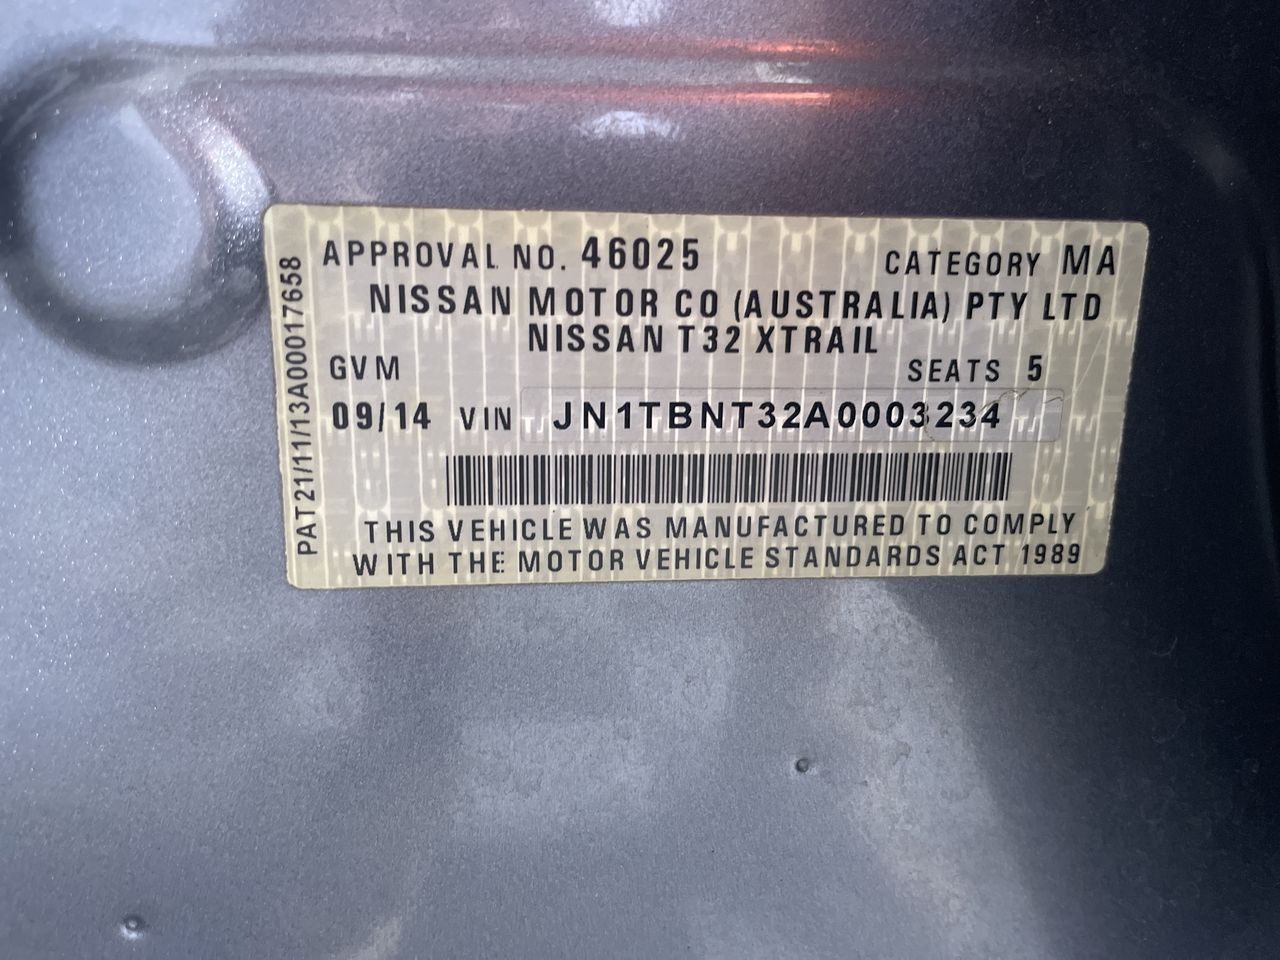 APPROVAL NO. 46025 CATEGORY MA
NISSAN MOTOR CO (AUSTRALIA) PTY LTD
NISSAN T32 XTRAIL
GVM SEATS 5
09/14 VIN JN1TBNT32A0003234
THIS VEHICLE WAS MANUFACTURED TO COMPLY
WITH THE MOTOR VEHICLE STANDARDS ACT 1989
PAT21/11/13A00017658